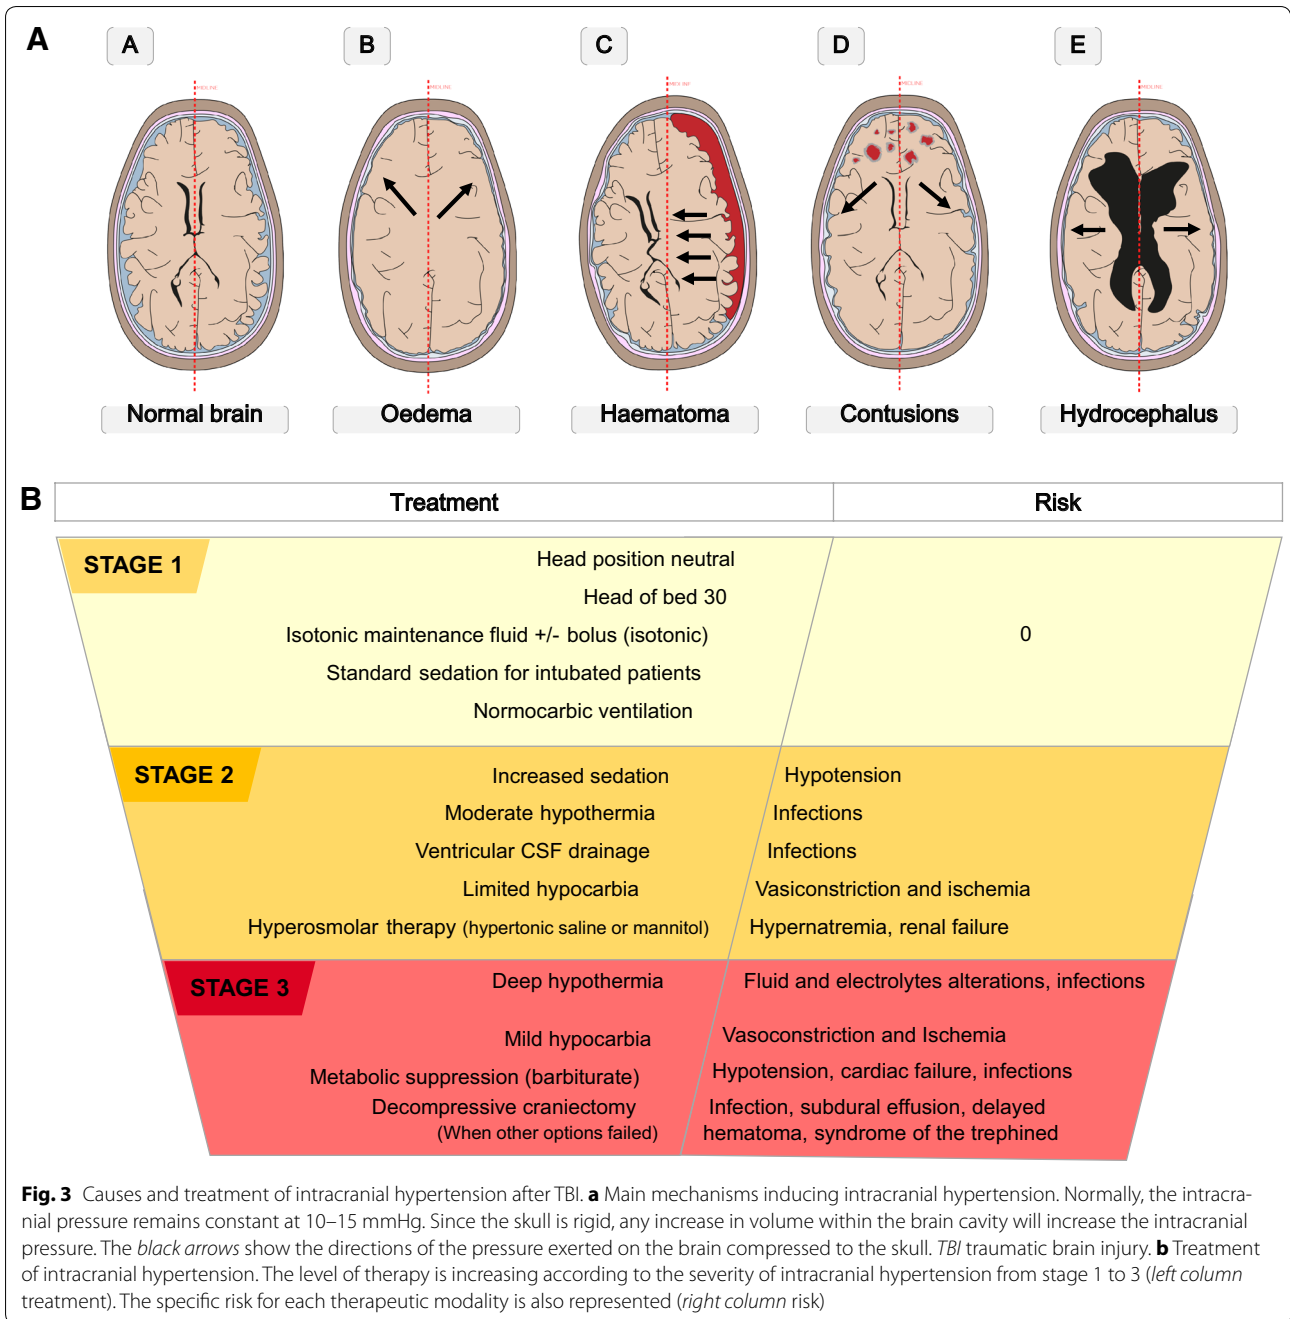 A
A
B
C
D
E
MIDLINE
MIDLINE
MIDLINE
MIDLINE
MIDLINE
Normal brain
Oedema
Haematoma
Contusions
Hydrocephalus
B
Treatment
Risk
STAGE 1
Head position neutral
Head of bed 30
Isotonic maintenance fluid +/- bolus (isotonic)
0
Standard sedation for intubated patients
Normocarbic ventilation
STAGE 2
Increased sedation
Hypotension
Moderate hypothermia
Infections
Ventricular CSF drainage
Infections
Limited hypocarbia
Vasiconstriction and ischemia
Hyperosmolar therapy (hypertonic saline or mannitol)
Hypernatremia, renal failure
STAGE 3
Deep hypothermia
Fluid and electrolytes alterations, infections
Mild hypocarbia
Vasoconstriction and Ischemia
Metabolic suppression (barbiturate)
Hypotension, cardiac failure, infections
Decompressive craniectomy
(When other options failed)
Infection, subdural effusion, delayed
hematoma, syndrome of the trephined
Fig. 3 Causes and treatment of intracranial hypertension after TBI. a Main mechanisms inducing intracranial hypertension. Normally, the intracra-
nial pressure remains constant at 10–15 mmHg. Since the skull is rigid, any increase in volume within the brain cavity will increase the intracranial
pressure. The black arrows show the directions of the pressure exerted on the brain compressed to the skull. TBI traumatic brain injury. b Treatment
of intracranial hypertension. The level of therapy is increasing according to the severity of intracranial hypertension from stage 1 to 3 (left column
treatment). The specific risk for each therapeutic modality is also represented (right column risk)